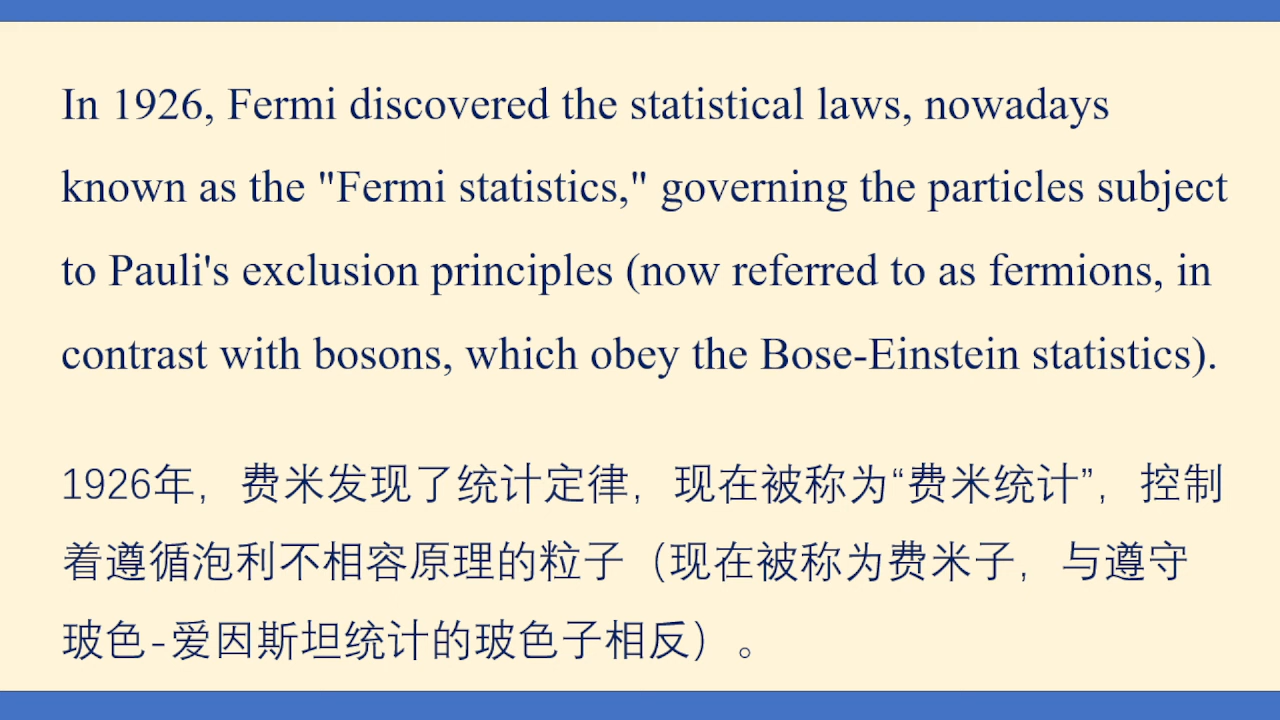 In 1926, Fermi discovered the statistical laws, nowadays
known as the "Fermi statistics," governing the particles subject
to Pauli's exclusion principles (now referred to as fermions, in
contrast with bosons, which obey the Bose-Einstein statistics).
1926年，费米发现了统计定律，现在被称为“费米统计”，控制
着遵循泡利不相容原理的粒子（现在被称为费米子，与遵守
玻色-爱因斯坦统计的玻色子相反）。